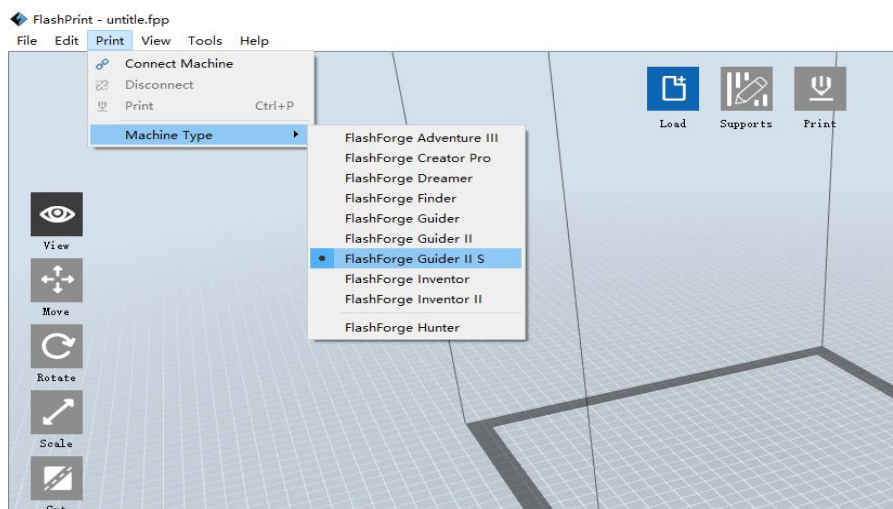 FlashPrint - untitle.fpp
File Edit Print View Tools Help
Connect Machine
Disconnect
Print Ctrl+P
Machine Type
FlashForge Adventure III
FlashForge Creator Pro
FlashForge Dreamer
FlashForge Finder
FlashForge Guider
FlashForge Guider II
FlashForge Guider II S
FlashForge Inventor
FlashForge Inventor II
FlashForge Hunter
Load Supports Print
View
Move
Rotate
Scale
Cut